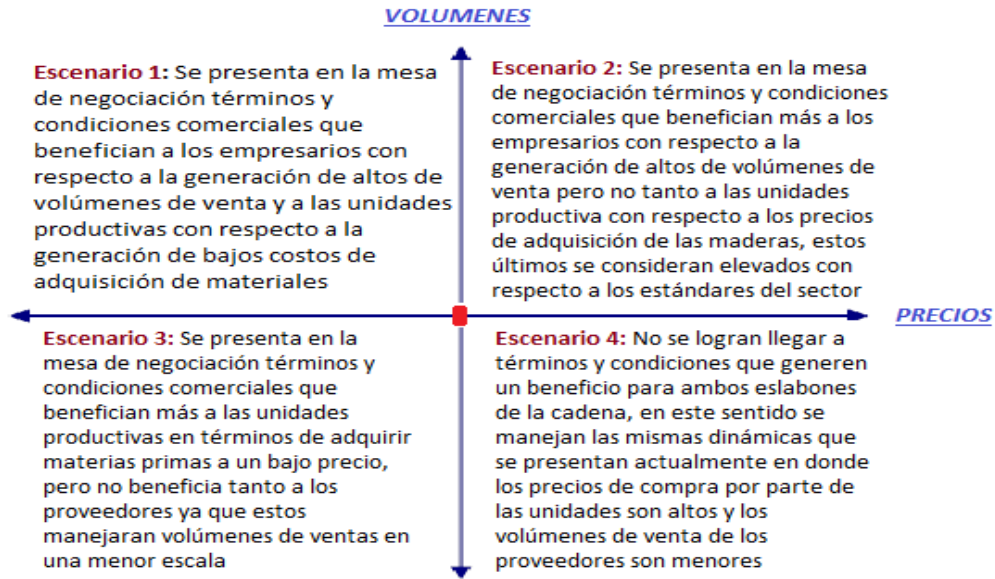 VOLUMENES
Escenario 1: Se presenta en la mesa
de negociación términos y
condiciones comerciales que
benefician a los empresarios con
respecto a la generación de altos de
volúmenes de venta y a las unidades
productivas con respecto a la
generación de bajos costos de
adquisición de materiales
Escenario 2: Se presenta en la mesa
de negociación términos y condiciones
comerciales que benefician más a los
empresarios con respecto a la
generación de altos de volúmenes de
venta pero no tanto a las unidades
productiva con respecto a los precios
de adquisición de las maderas, estos
últimos se consideran elevados con
respecto a los estándares del sector
PRECIOS
Escenario 3: Se presenta en la
mesa de negociación términos y
condiciones comerciales que
benefician más a las unidades
productivas en términos de adquirir
materias primas a un bajo precio,
pero no beneficia tanto a los
proveedores ya que estos
manejaran volúmenes de ventas en
una menor escala
Escenario 4: No se logran llegar a
términos y condiciones que generen
un beneficio para ambos eslabones
de la cadena, en este sentido se
manejan las mismas dinámicas que
se presentan actualmente en donde
los precios de compra por parte de
las unidades son altos y los
volúmenes de venta de los
proveedores son menores